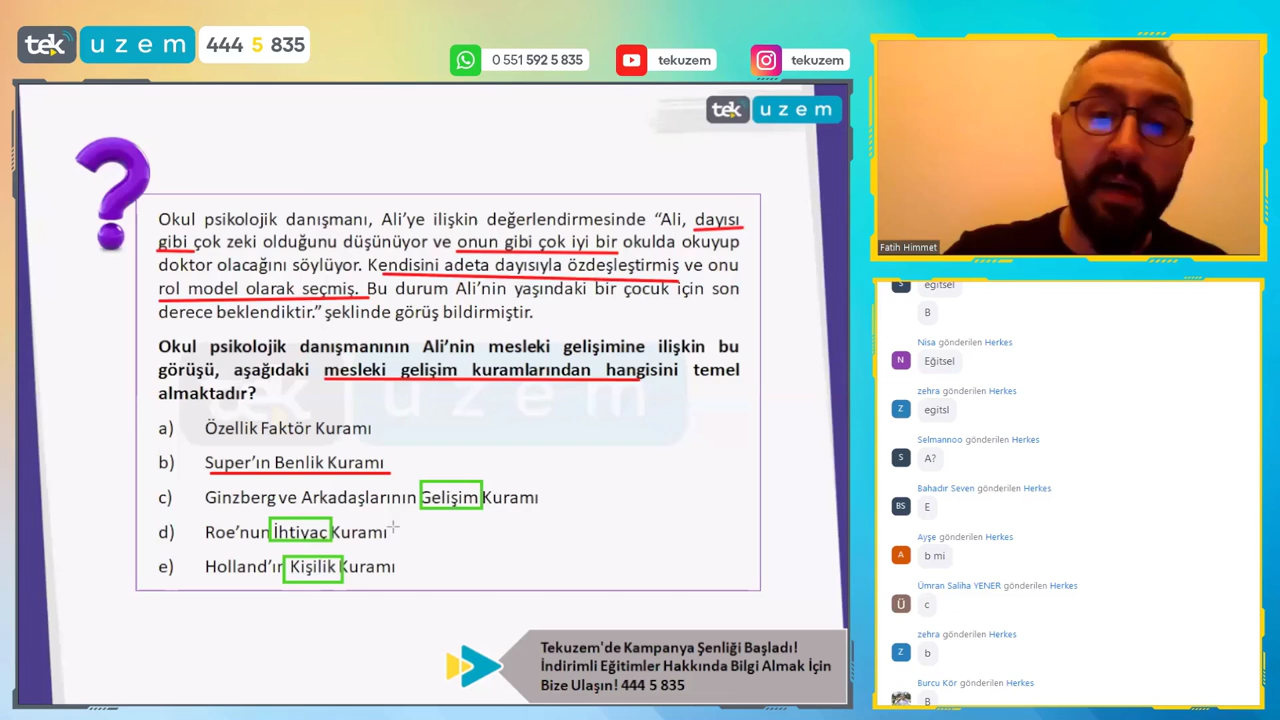 tek uzem 444 5 835
0 551 592 5 835
tekuzem
tekuzem
tek uzem
Okul psikolojik danışmanı, Ali’ye ilişkin değerlendirmesinde “Ali, dayısı
gibi çok zeki olduğunu düşünüyor ve onun gibi çok iyi bir okulda okuyup
doktor olacağını söylüyor. Kendisini adeta dayısıyla özdeşleştirmiş ve onu
rol model olarak seçmiş. Bu durum Ali’nin yaşındaki bir çocuk için son
derece beklendiktir.” şeklinde görüş bildirmiştir.
Okul psikolojik danışmanının Ali’nin mesleki gelişimine ilişkin bu
görüşü, aşağıdaki mesleki gelişim kuramlarından hangisini temel
almaktadır?
tek uzem
a) Özellik Faktör Kuramı
b) Super’ın Benlik Kuramı
c) Ginzberg ve Arkadaşlarının Gelişim Kuramı
d) Roe’nun İhtiyaç Kuramı
e) Holland’ın Kişilik Kuramı
Tekuzem'de Kampanya Şenliği Başladı!
İndirimli Eğitimler Hakkında Bilgi Almak İçin
Bize Ulaşın! 444 5 835
Fatih Himmet
S
egitsel
B
Nisa gönderilen Herkes
N
Eğitsel
zehra gönderilen Herkes
Z
egitsl
Selmannoo gönderilen Herkes
S
A?
Bahadır Seven gönderilen Herkes
BS
E
Ayşe gönderilen Herkes
A
b mi
Ümran Saliha YENER gönderilen Herkes
Ü
c
zehra gönderilen Herkes
Z
b
Burcu Kör gönderilen Herkes
B